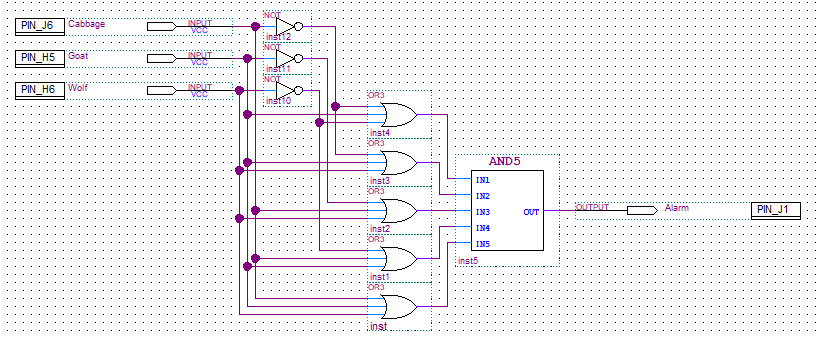 PIN_J6 Cabbage INPUT VCC
NOT
inst12
PIN_H5 Goat INPUT VCC
NOT
inst11
PIN_H6 Wolf INPUT VCC
NOT
inst10
OR3
inst4
OR3
inst3
OR3
inst2
OR3
inst1
OR3
inst
AND5
IN1
IN2
IN3 OUT
IN4
IN5
inst5
OUTPUT Alarm PIN_J1